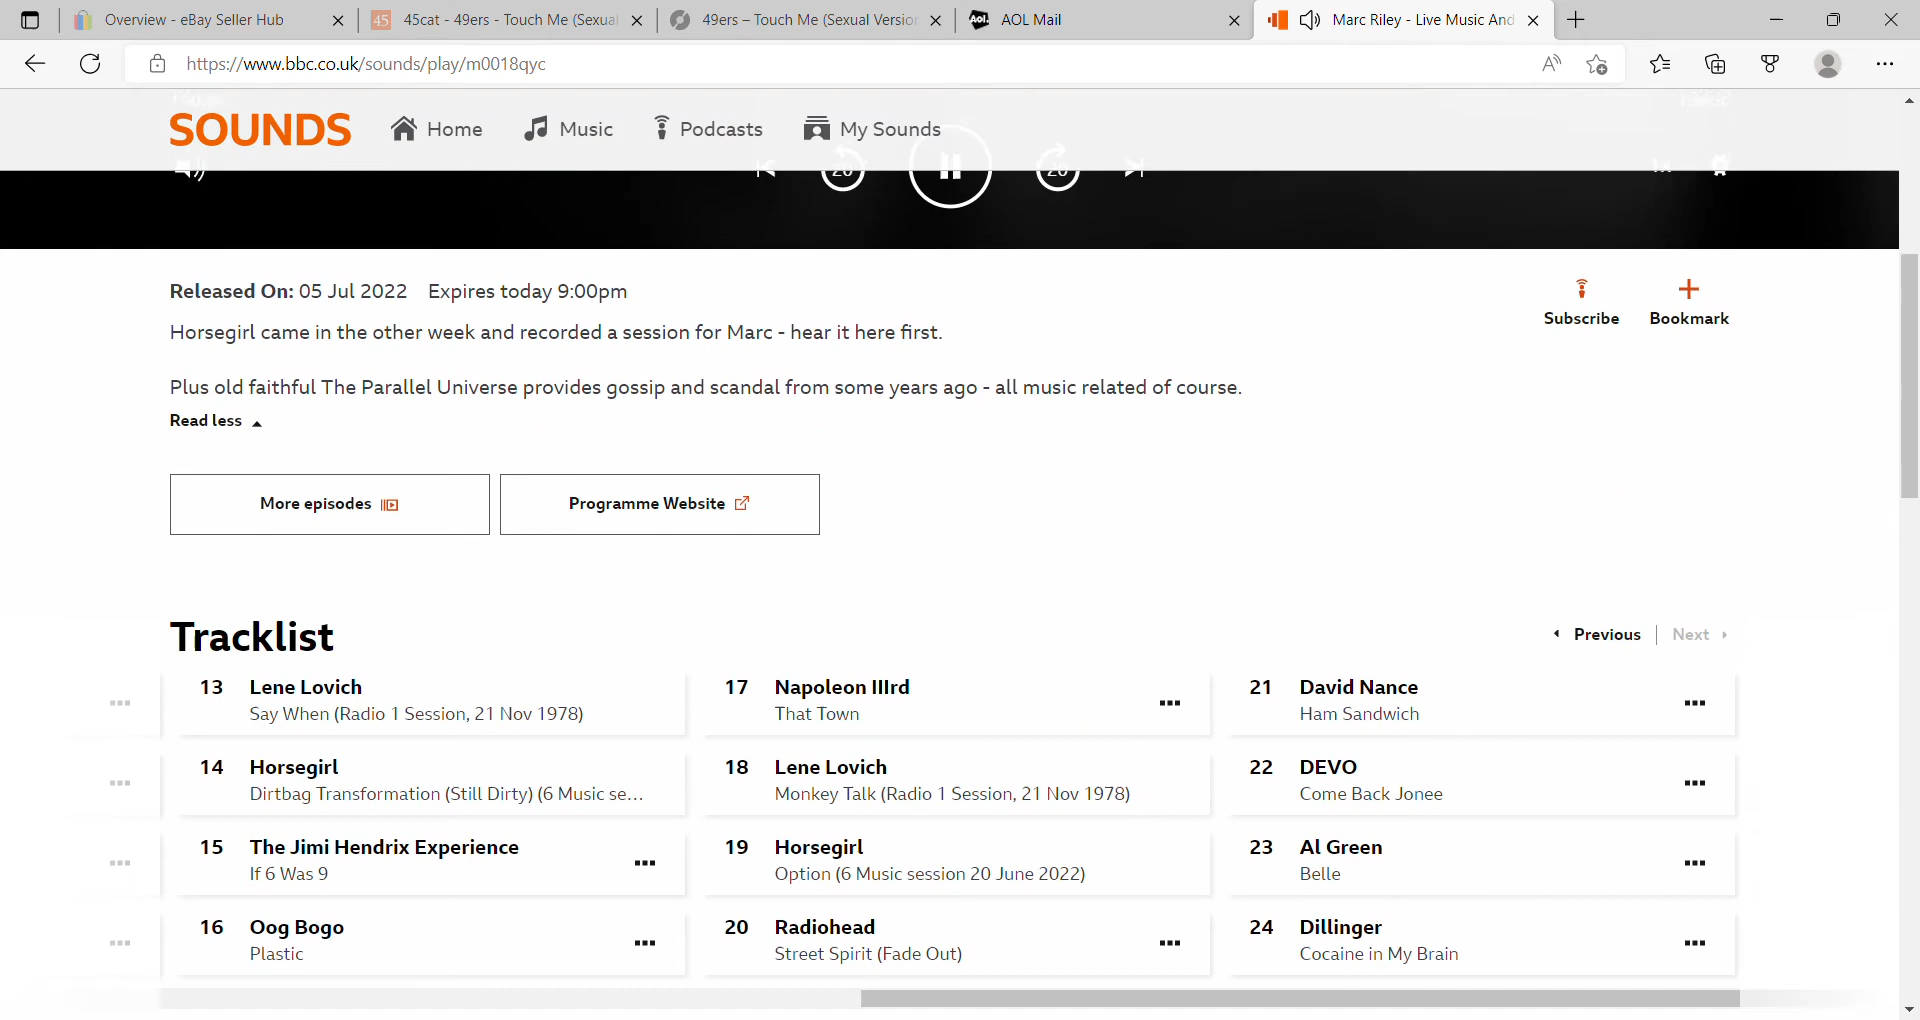 Overview - eBay Seller Hub
45cat - 49ers - Touch Me (Sexual
49ers – Touch Me (Sexual Version
AOL Mail
Marc Riley - Live Music And
https://www.bbc.co.uk/sounds/play/m0018qyc
SOUNDS
Home
Music
Podcasts
My Sounds
20
20
Released On: 05 Jul 2022 Expires today 9:00pm
Subscribe
Bookmark
Horsegirl came in the other week and recorded a session for Marc - hear it here first.
Plus old faithful The Parallel Universe provides gossip and scandal from some years ago - all music related of course.
Read less
More episodes
Programme Website
Tracklist
Previous
Next
13 Lene Lovich
Say When (Radio 1 Session, 21 Nov 1978)
14 Horsegirl
Dirtbag Transformation (Still Dirty) (6 Music se...
15 The Jimi Hendrix Experience
If 6 Was 9
16 Oog Bogo
Plastic
17 Napoleon IIIrd
That Town
18 Lene Lovich
Monkey Talk (Radio 1 Session, 21 Nov 1978)
19 Horsegirl
Option (6 Music session 20 June 2022)
20 Radiohead
Street Spirit (Fade Out)
21 David Nance
Ham Sandwich
22 DEVO
Come Back Jonee
23 Al Green
Belle
24 Dillinger
Cocaine in My Brain